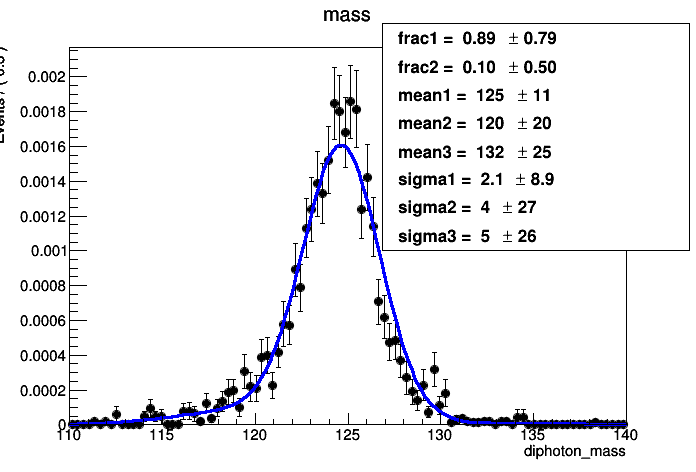 mass
frac1 = 0.89 ± 0.79
frac2 = 0.10 ± 0.50
mean1 = 125 ± 11
mean2 = 120 ± 20
mean3 = 132 ± 25
sigma1 = 2.1 ± 8.9
sigma2 = 4 ± 27
sigma3 = 5 ± 26
0.002
0.0018
0.0016
0.0014
0.0012
0.001
0.0008
0.0006
0.0004
0.0002
0
110 115 120 125 130 135 140
diphoton_mass